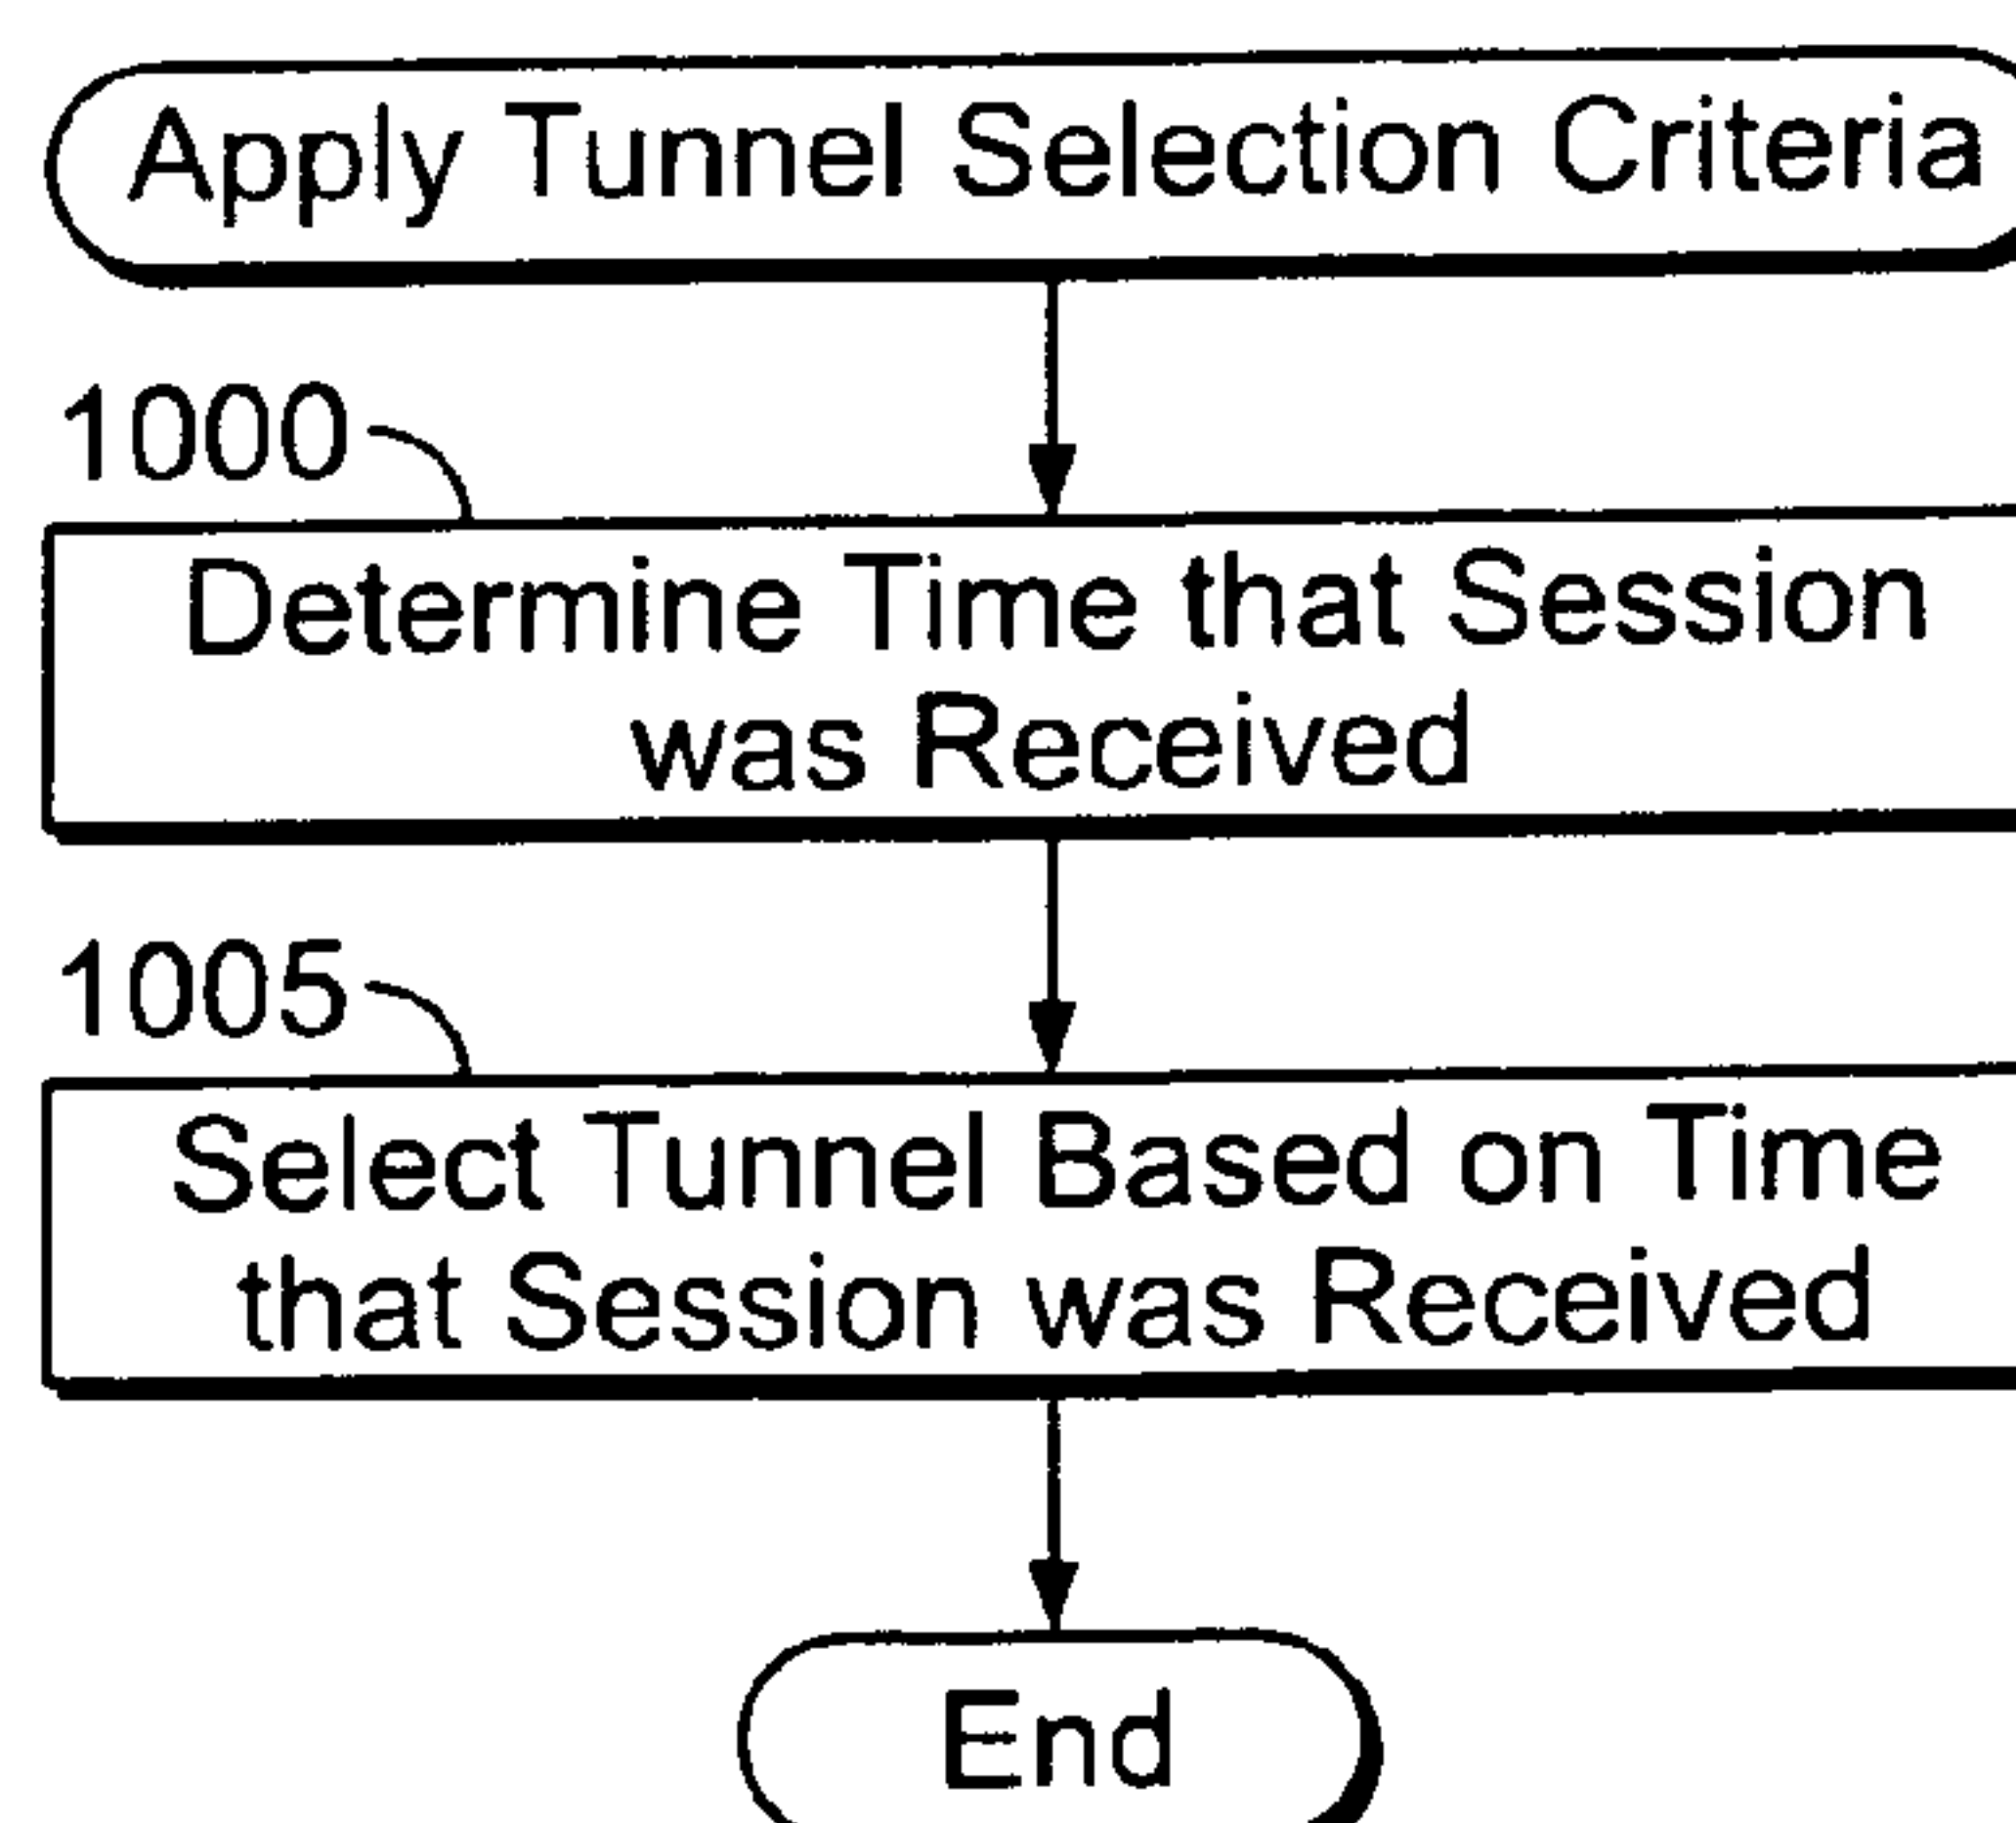 Apply Tunnel Selection Criteria
1000
Determine Time that Session
was Received
1005
Select Tunnel Based on Time
that Session was Received
End